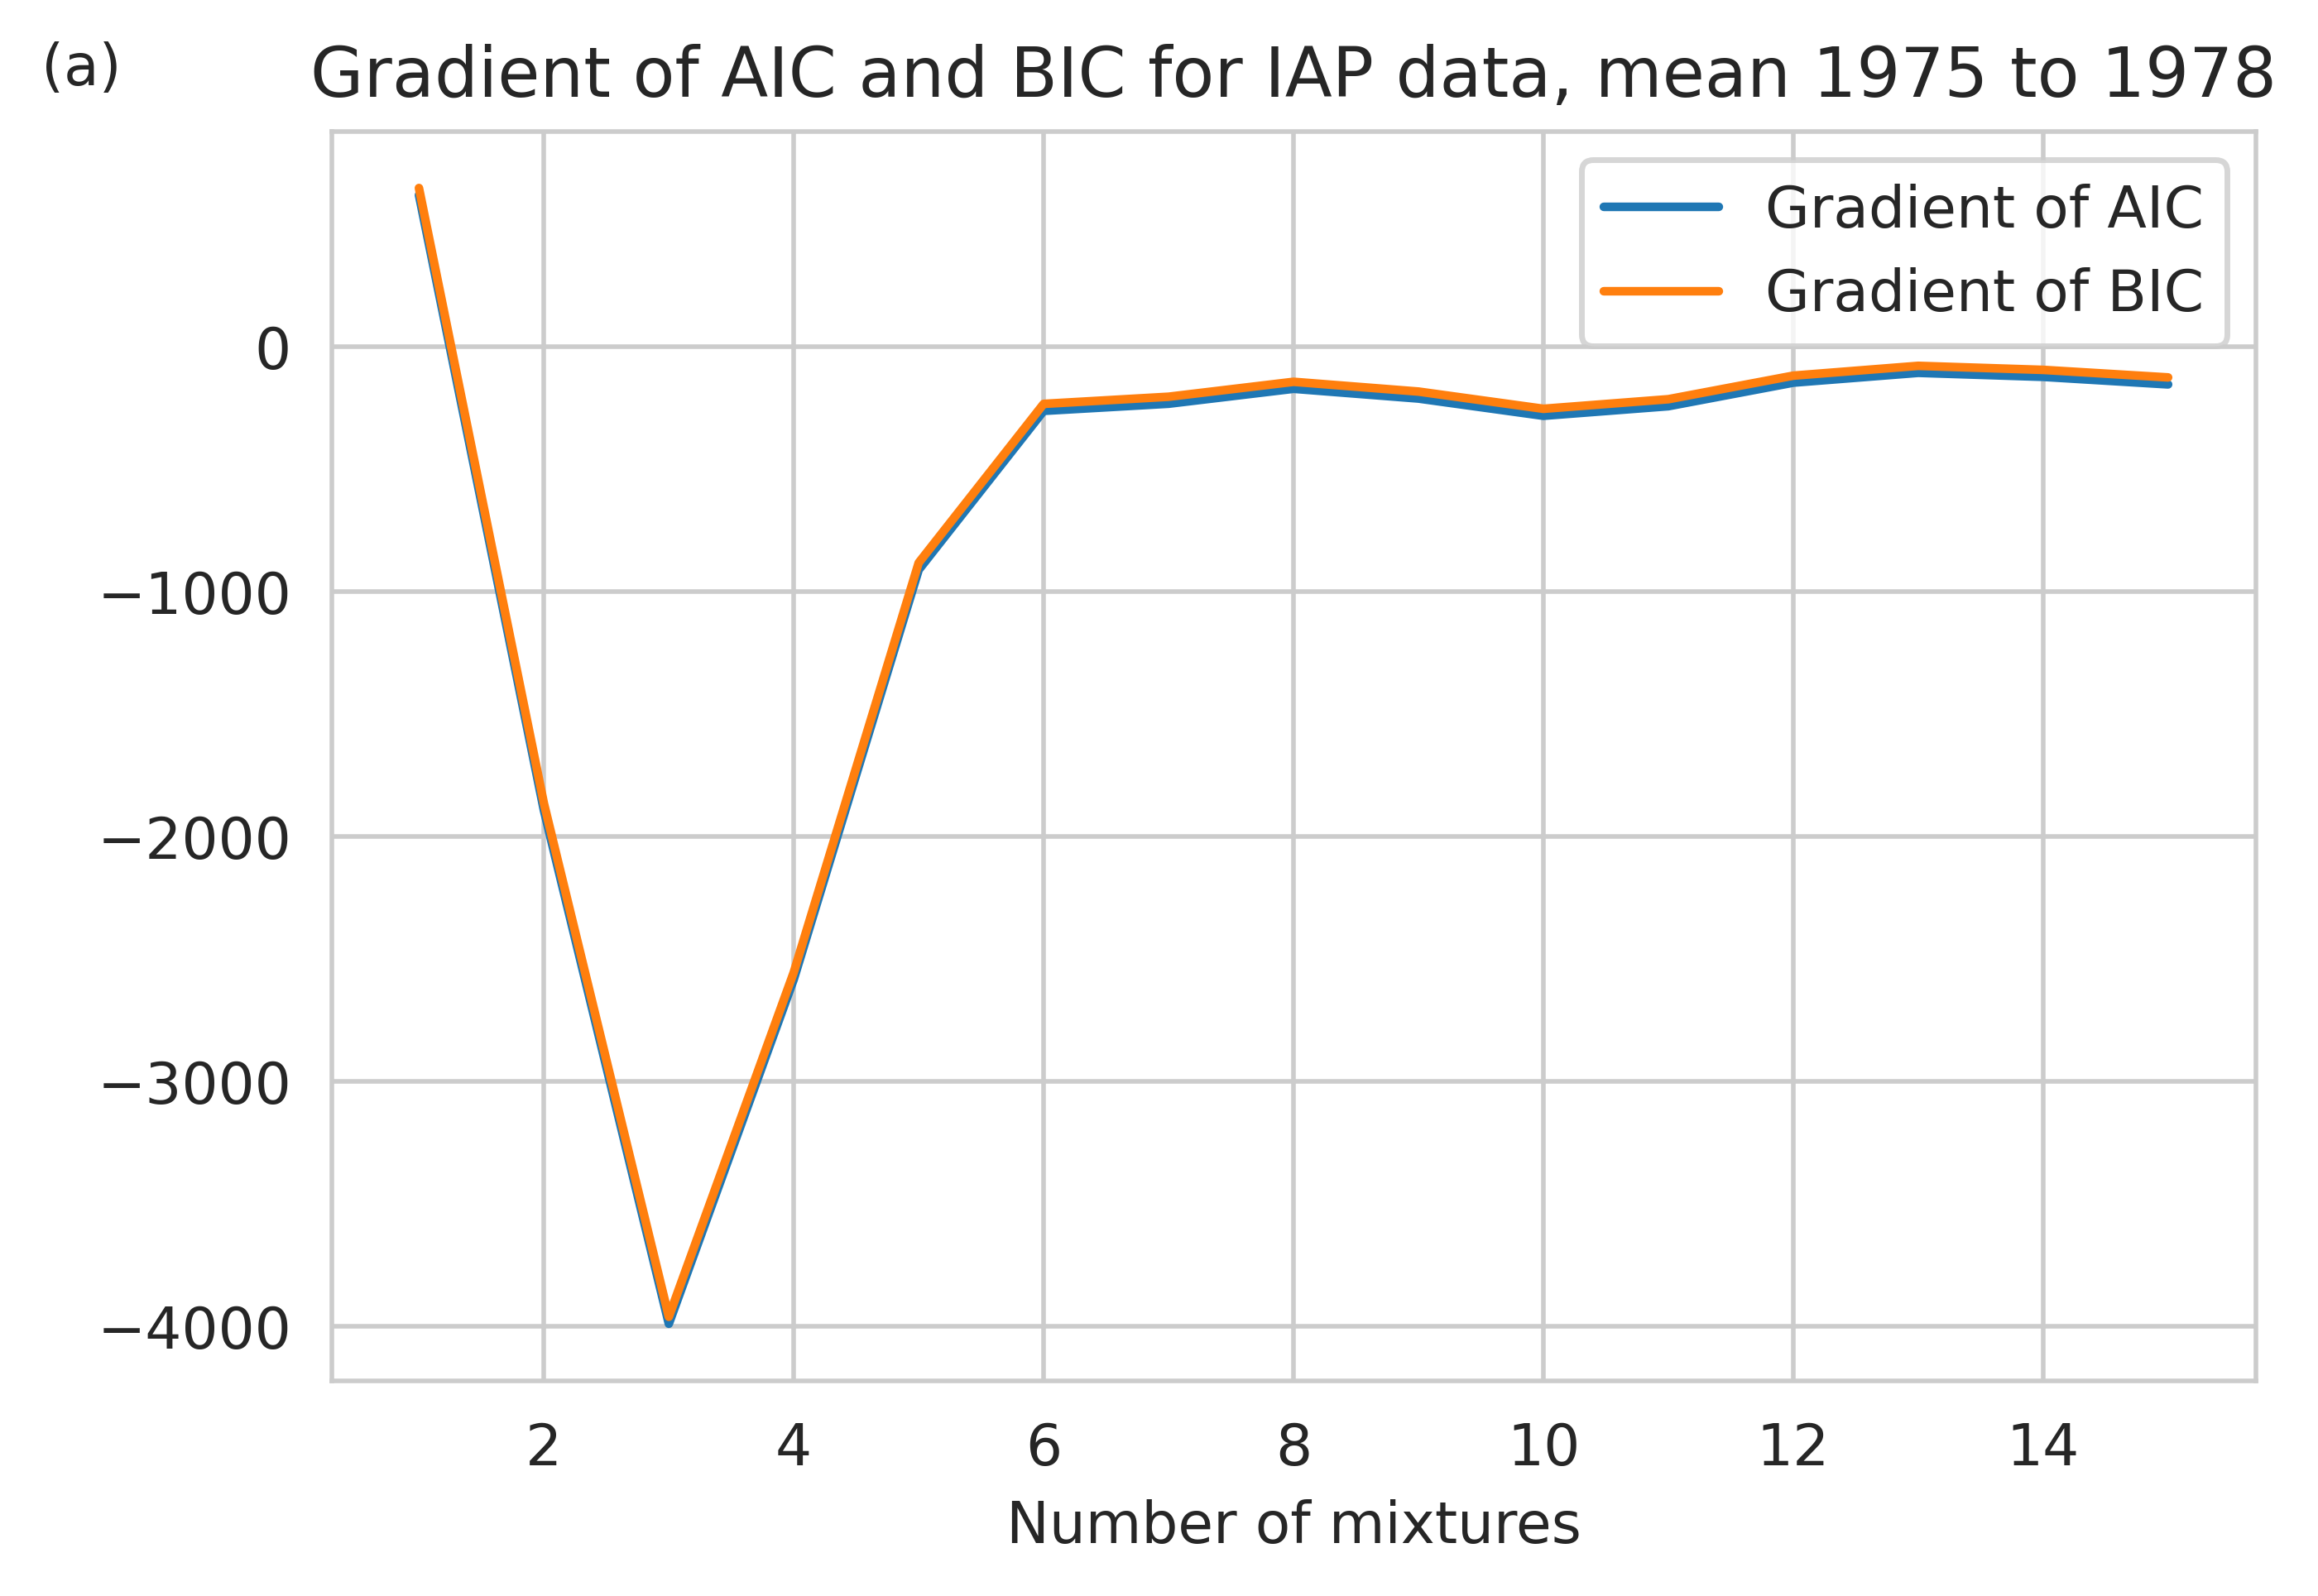 (a)
Gradient of AIC and BIC for IAP data, mean 1975 to 1978
Gradient of AIC
Gradient of BIC
0
−1000
−2000
−3000
−4000
2 4 6 8 10 12 14
Number of mixtures